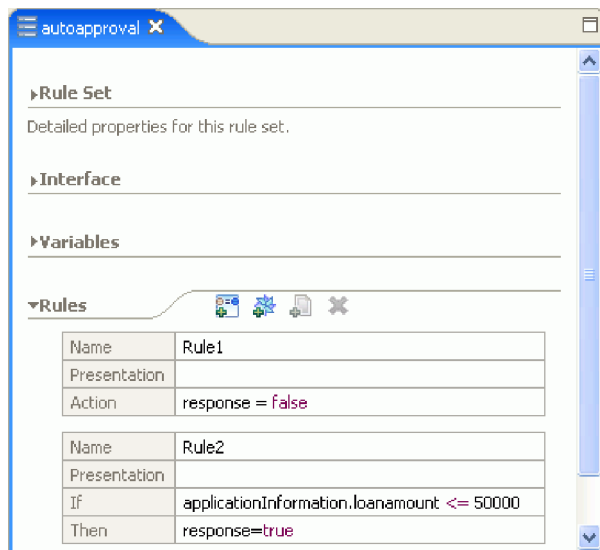 autoapproval
Rule Set
Detailed properties for this rule set.
Interface
Variables
Rules
Name Rule1
Presentation
Action response = false
Name Rule2
Presentation
If applicationInformation.loanamount <= 50000
Then response=true